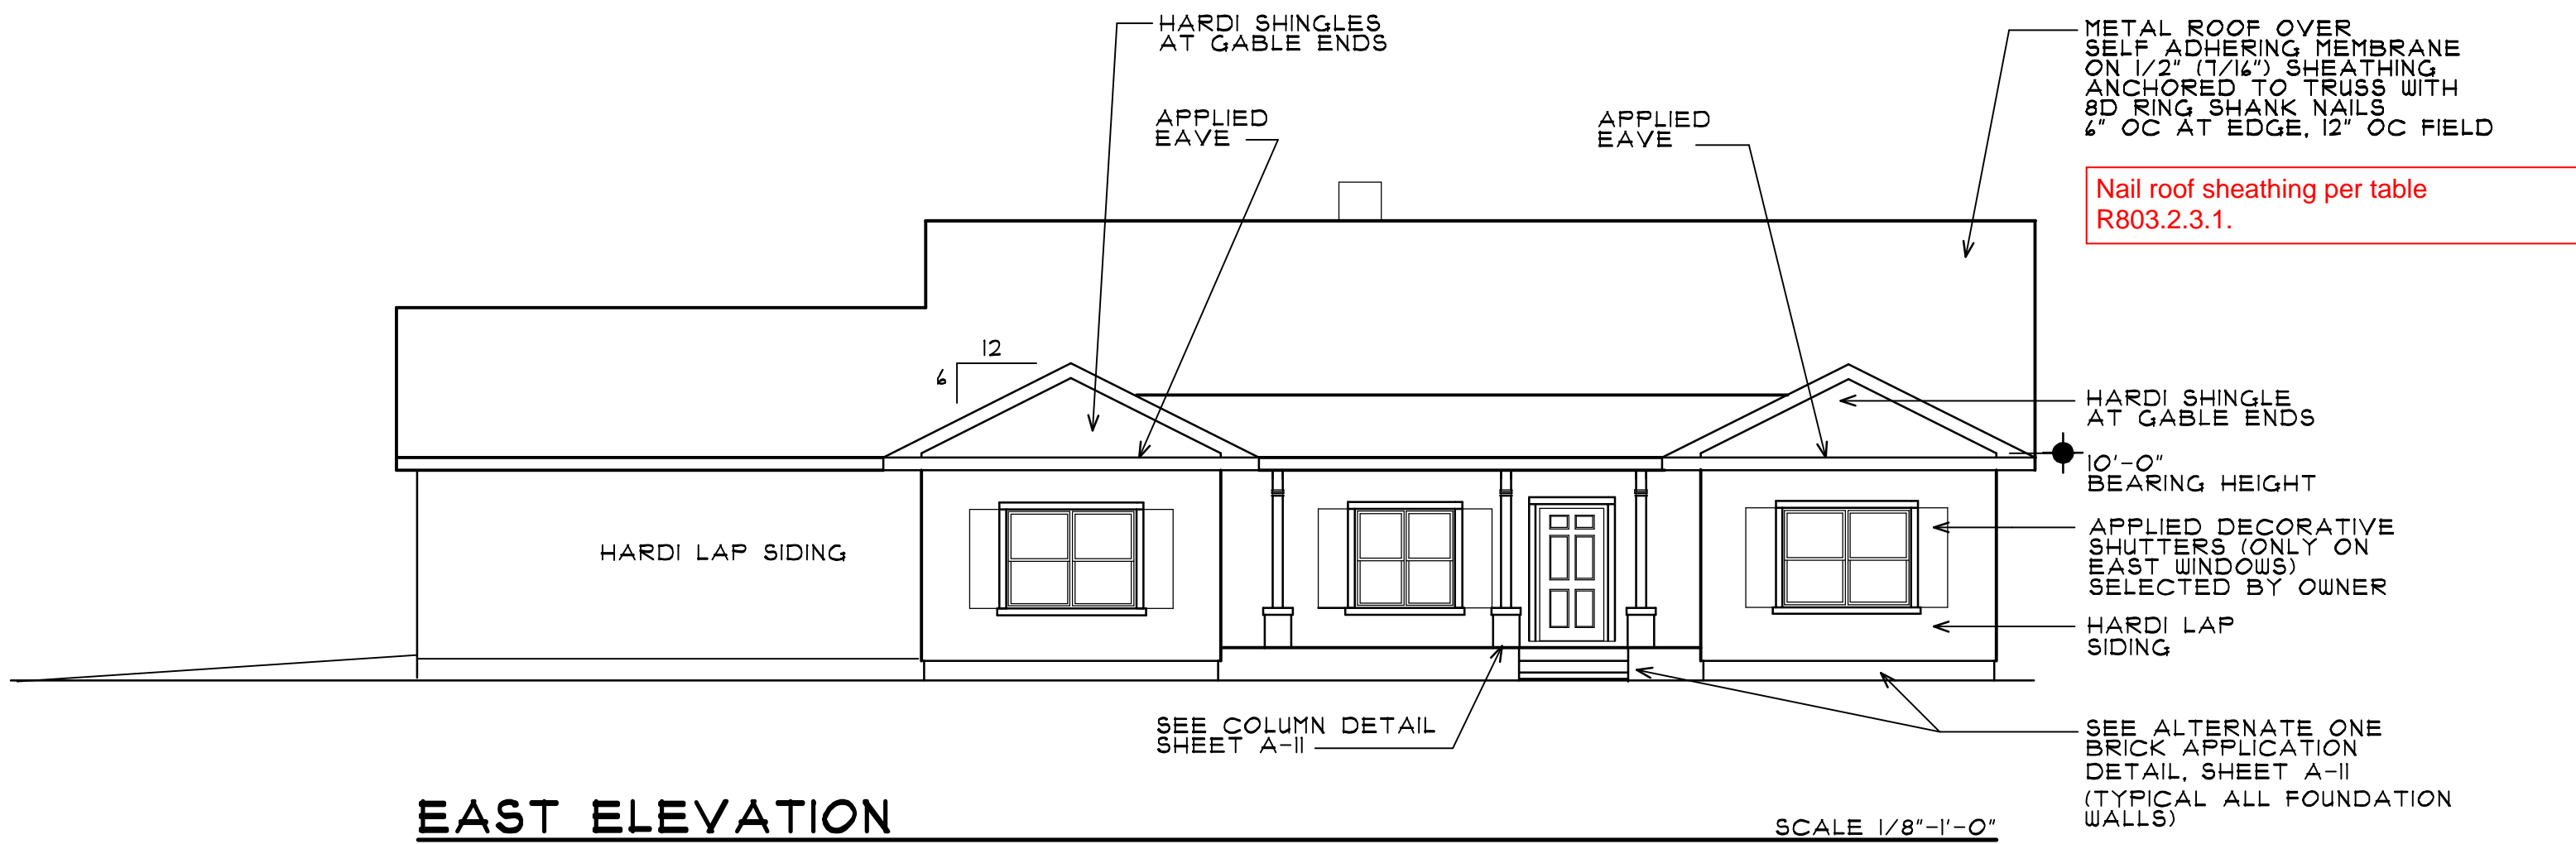 HARDI SHINGLES
AT GABLE ENDS
METAL ROOF OVER
SELF ADHERING MEMBRANE
ON 1/2" (7/16") SHEATHING
ANCHORED TO TRUSS WITH
8D RING SHANK NAILS
6" OC AT EDGE, 12" OC FIELD
APPLIED
EAVE
APPLIED
EAVE
Nail roof sheathing per table
R803.2.3.1.
12
6
HARDI SHINGLE
AT GABLE ENDS
10'-0"
BEARING HEIGHT
HARDI LAP SIDING
APPLIED DECORATIVE
SHUTTERS (ONLY ON
EAST WINDOWS)
SELECTED BY OWNER
HARDI LAP
SIDING
SEE COLUMN DETAIL
SHEET A-11
SEE ALTERNATE ONE
BRICK APPLICATION
DETAIL, SHEET A-11
(TYPICAL ALL FOUNDATION
WALLS)
EAST ELEVATION
SCALE 1/8"-1'-0"